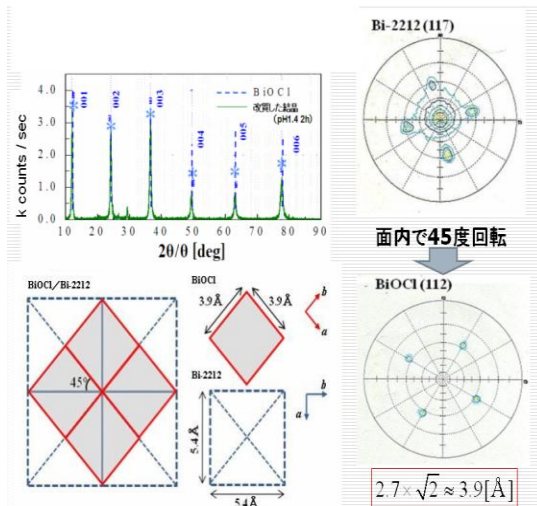 Bi-2212 (117)
4.0
3.0
2.0
1.0
0.0
k counts / sec
001
002
003
004
005
006
BiOCl
改質した結晶
(pH1.4 2h)
10 20 30 40 50 60 70 80 90
2θ/θ [deg]
面内で45度回転
BiOCl/Bi-2212
45°
BiOCl
3.9Å
3.9Å
b
a
Bi-2212
5.4Å
5.4Å
b
a
BiOCl (112)
2.7×√2≈3.9[Å]